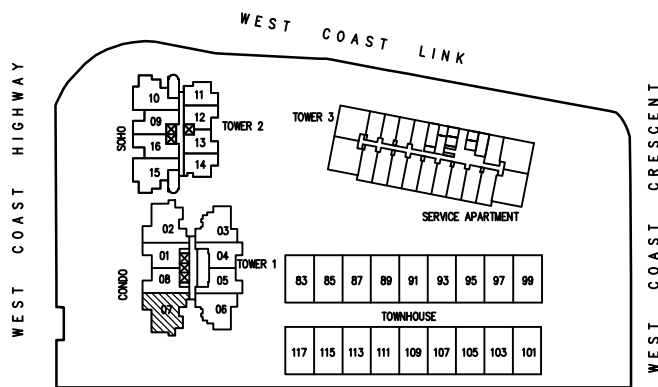 WEST COAST LINK
WEST COAST HIGHWAY
WEST COAST CRESCENT
SOHO
10
11
09
12
TOWER 2
16
13
15
14
TOWER 3
SERVICE APARTMENT
CONDO
02
03
01
04
TOWER 1
08
05
07
06
83 85 87 89 91 93 95 97 99
TOWNHOUSE
117 115 113 111 109 107 105 103 101